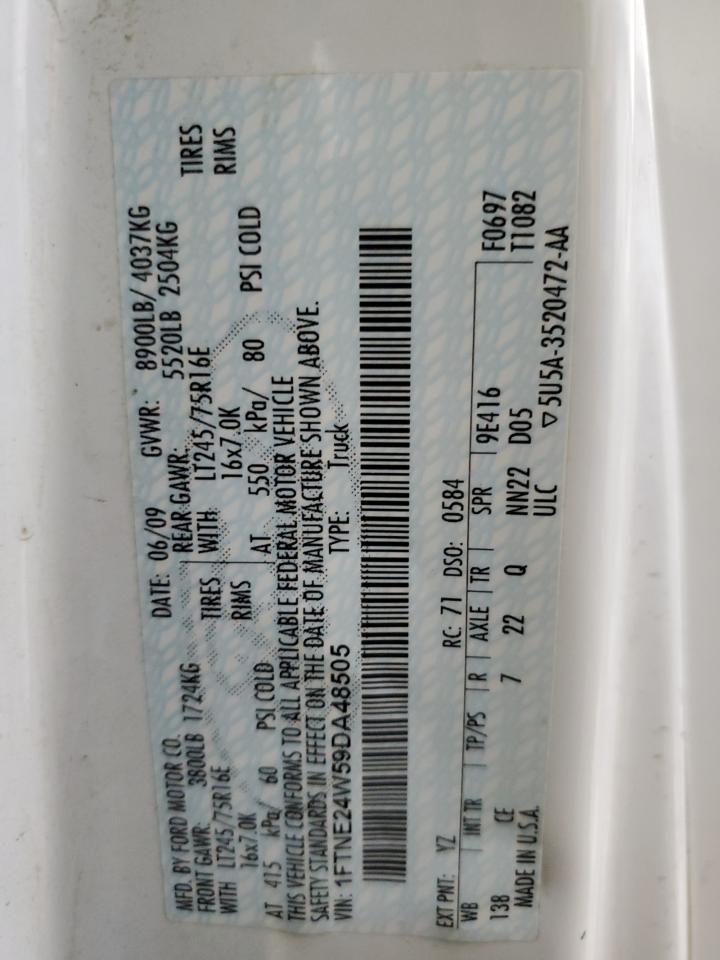 MFD. BY FORD MOTOR CO. DATE: 06/09 GVWR: 8900LB/ 4037KG
FRONT GAWR: 3800LB 1724KG REAR GAWR: 5520LB 2504KG
WITH LT245/75R16E TIRES WITH LT245/75R16E TIRES
16x7.0K RIMS 16x7.0K RIMS
AT 415 kPa/ 60 PSI COLD AT 550 kPa/ 80 PSI COLD
THIS VEHICLE CONFORMS TO ALL APPLICABLE FEDERAL MOTOR VEHICLE
SAFETY STANDARDS IN EFFECT ON THE DATE OF MANUFACTURE SHOWN ABOVE.
VIN: 1FTNE24W59DA48505 TYPE: Truck
EXT PNT: YZ RC: 71 DSO: 0584
WB INT TR TP/PS R AXLE TR SPR 9E416 F0697
138 CE 7 22 Q NN22 D05 T1082
MADE IN U.S.A. ULC ▽5U5A-3520472-AA